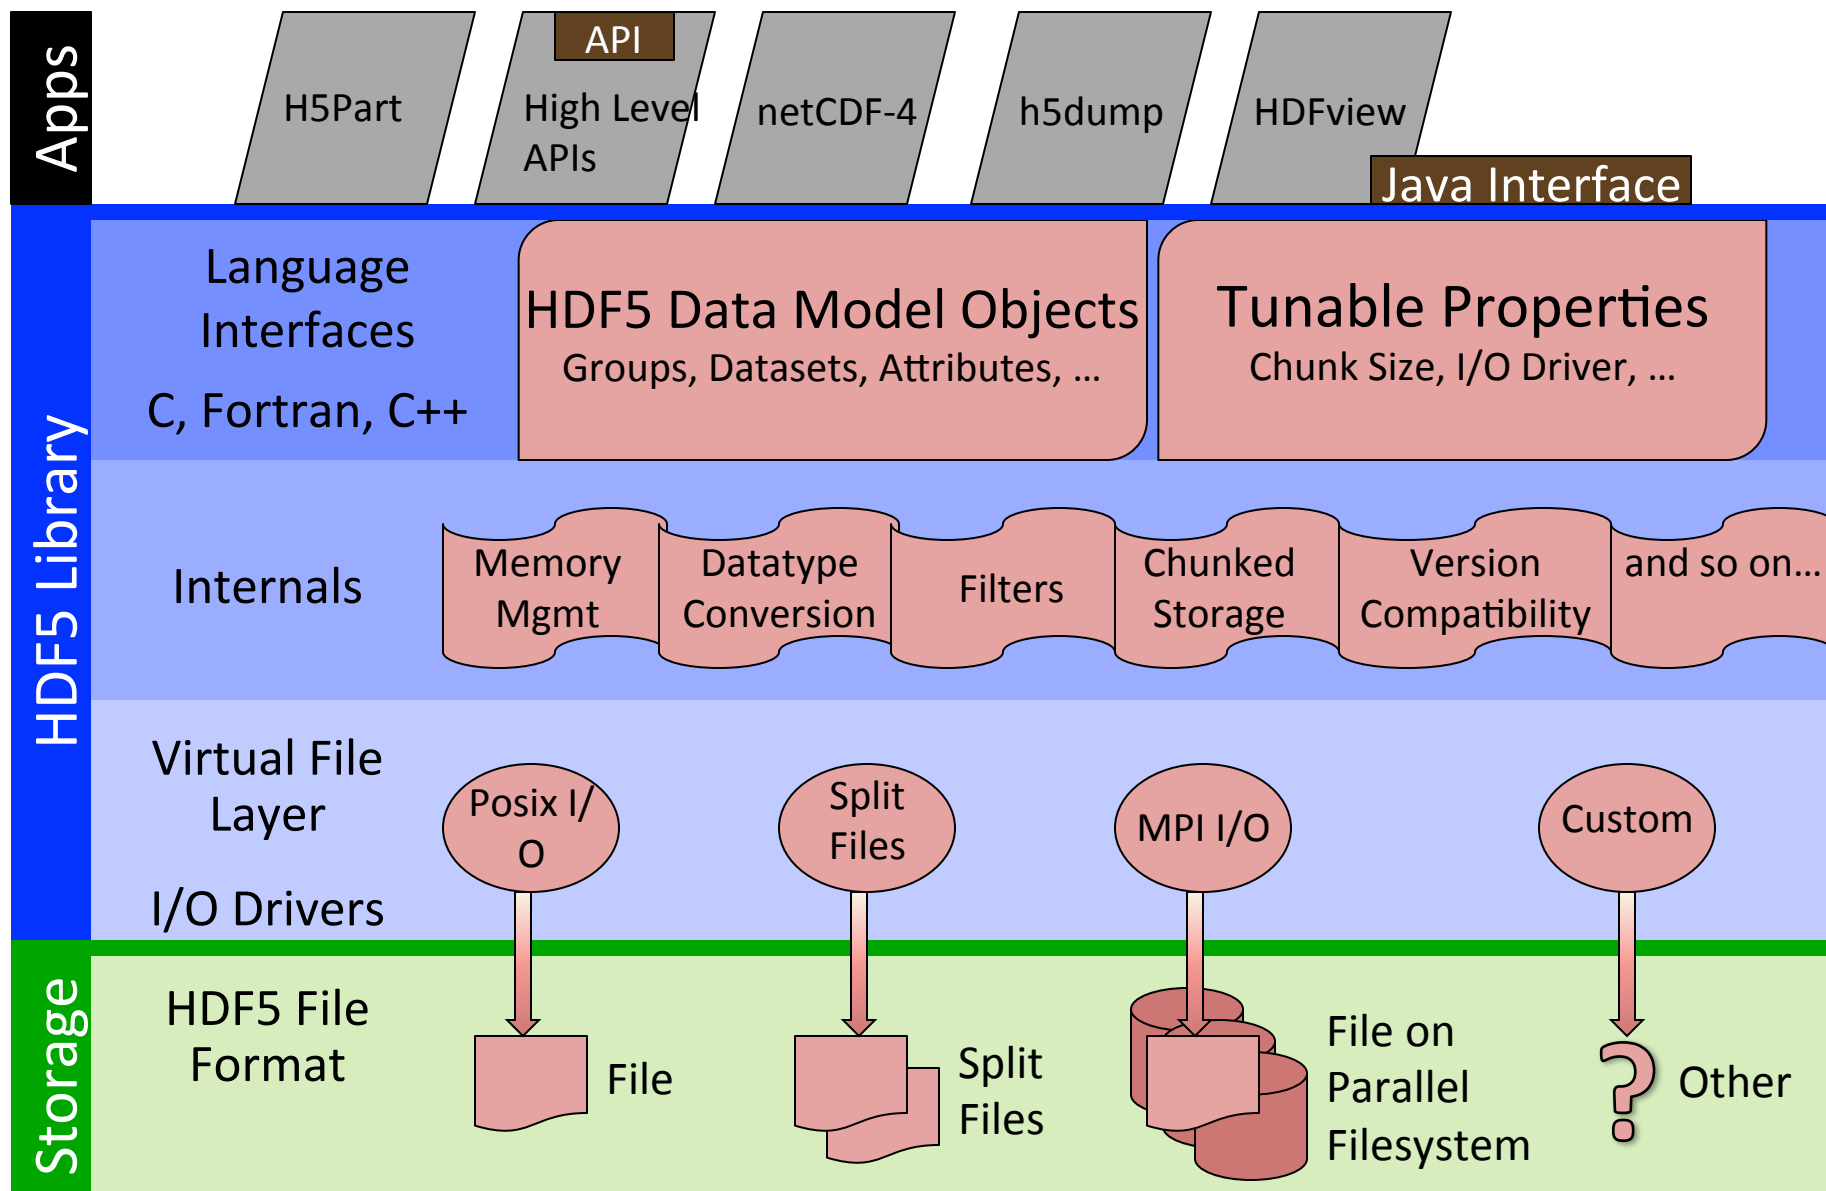 Apps
H5Part
API
High Level
APIs
netCDF-4
h5dump
HDFview
Java Interface
HDF5 Library
Language
Interfaces
C, Fortran, C++
HDF5 Data Model Objects
Groups, Datasets, Attributes, …
Tunable Properties
Chunk Size, I/O Driver, …
Internals
Memory
Mgmt
Datatype
Conversion
Filters
Chunked
Storage
Version
Compatibility
and so on…
Virtual File
Layer
I/O Drivers
Posix I/
O
Split
Files
MPI I/O
Custom
Storage
HDF5 File
Format
File
Split
Files
File on
Parallel
Filesystem
?
Other